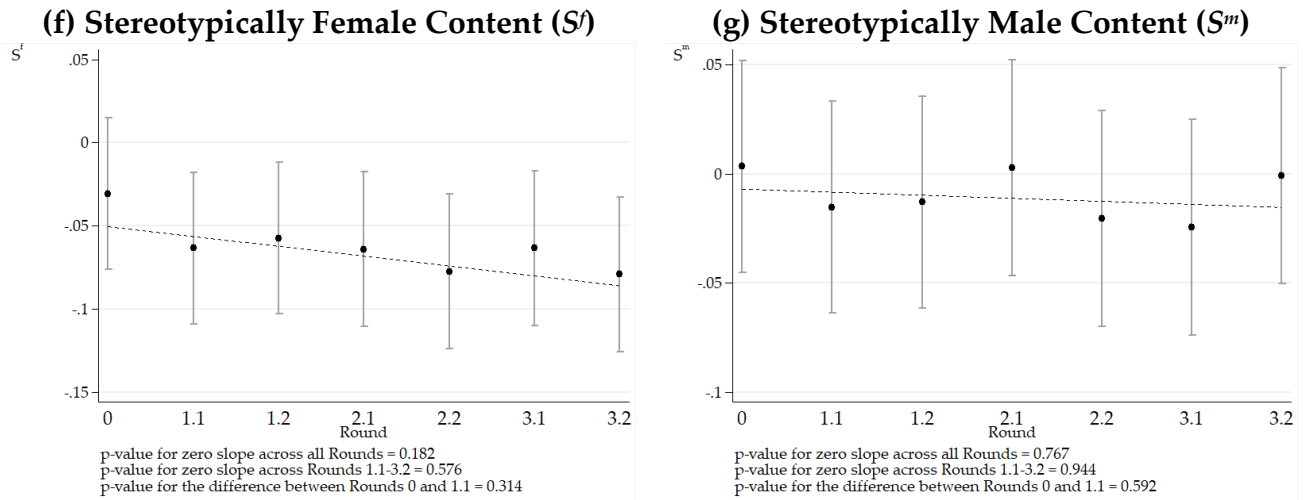 (f) Stereotypically Female Content (Sᶠ)
Sᶠ
.05
0
-.05
-.1
-.15
0 1.1 1.2 2.1 2.2 3.1 3.2
Round
p-value for zero slope across all Rounds = 0.182
p-value for zero slope across Rounds 1.1-3.2 = 0.576
p-value for the difference between Rounds 0 and 1.1 = 0.314
(g) Stereotypically Male Content (Sᵐ)
Sᵐ
.05
0
-.05
-.1
0 1.1 1.2 2.1 2.2 3.1 3.2
Round
p-value for zero slope across all Rounds = 0.767
p-value for zero slope across Rounds 1.1-3.2 = 0.944
p-value for the difference between Rounds 0 and 1.1 = 0.592